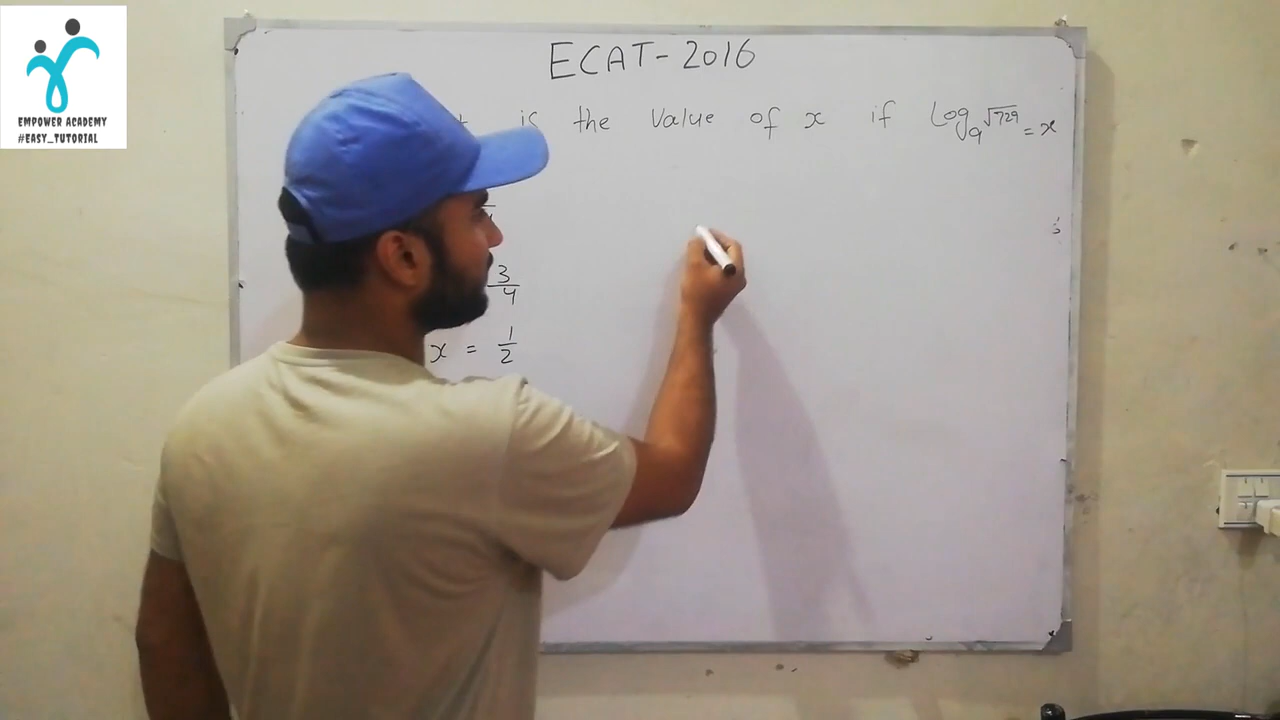 EMPOWER ACADEMY
#EASY_TUTORIAL
ECAT-2016
is the Value of x if Log₉√729 = x
3/4
x = 1/2